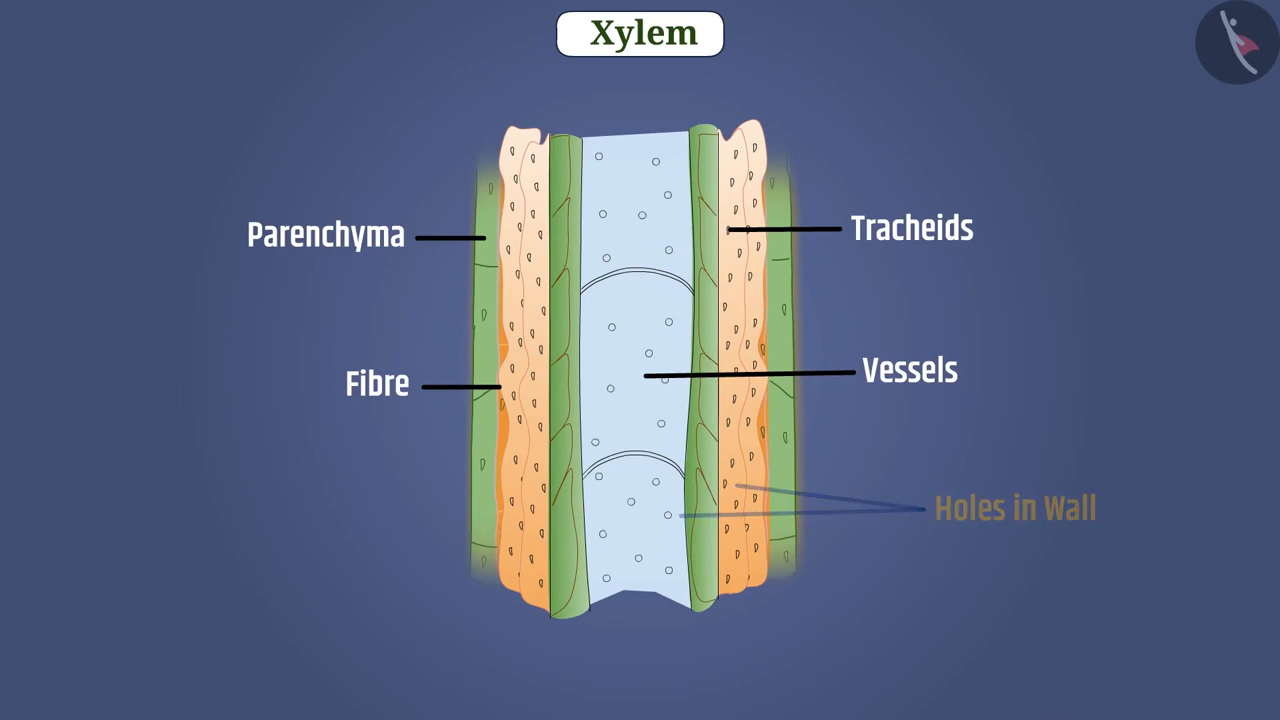 Xylem
Parenchyma
Tracheids
Fibre
Vessels
Holes in Wall